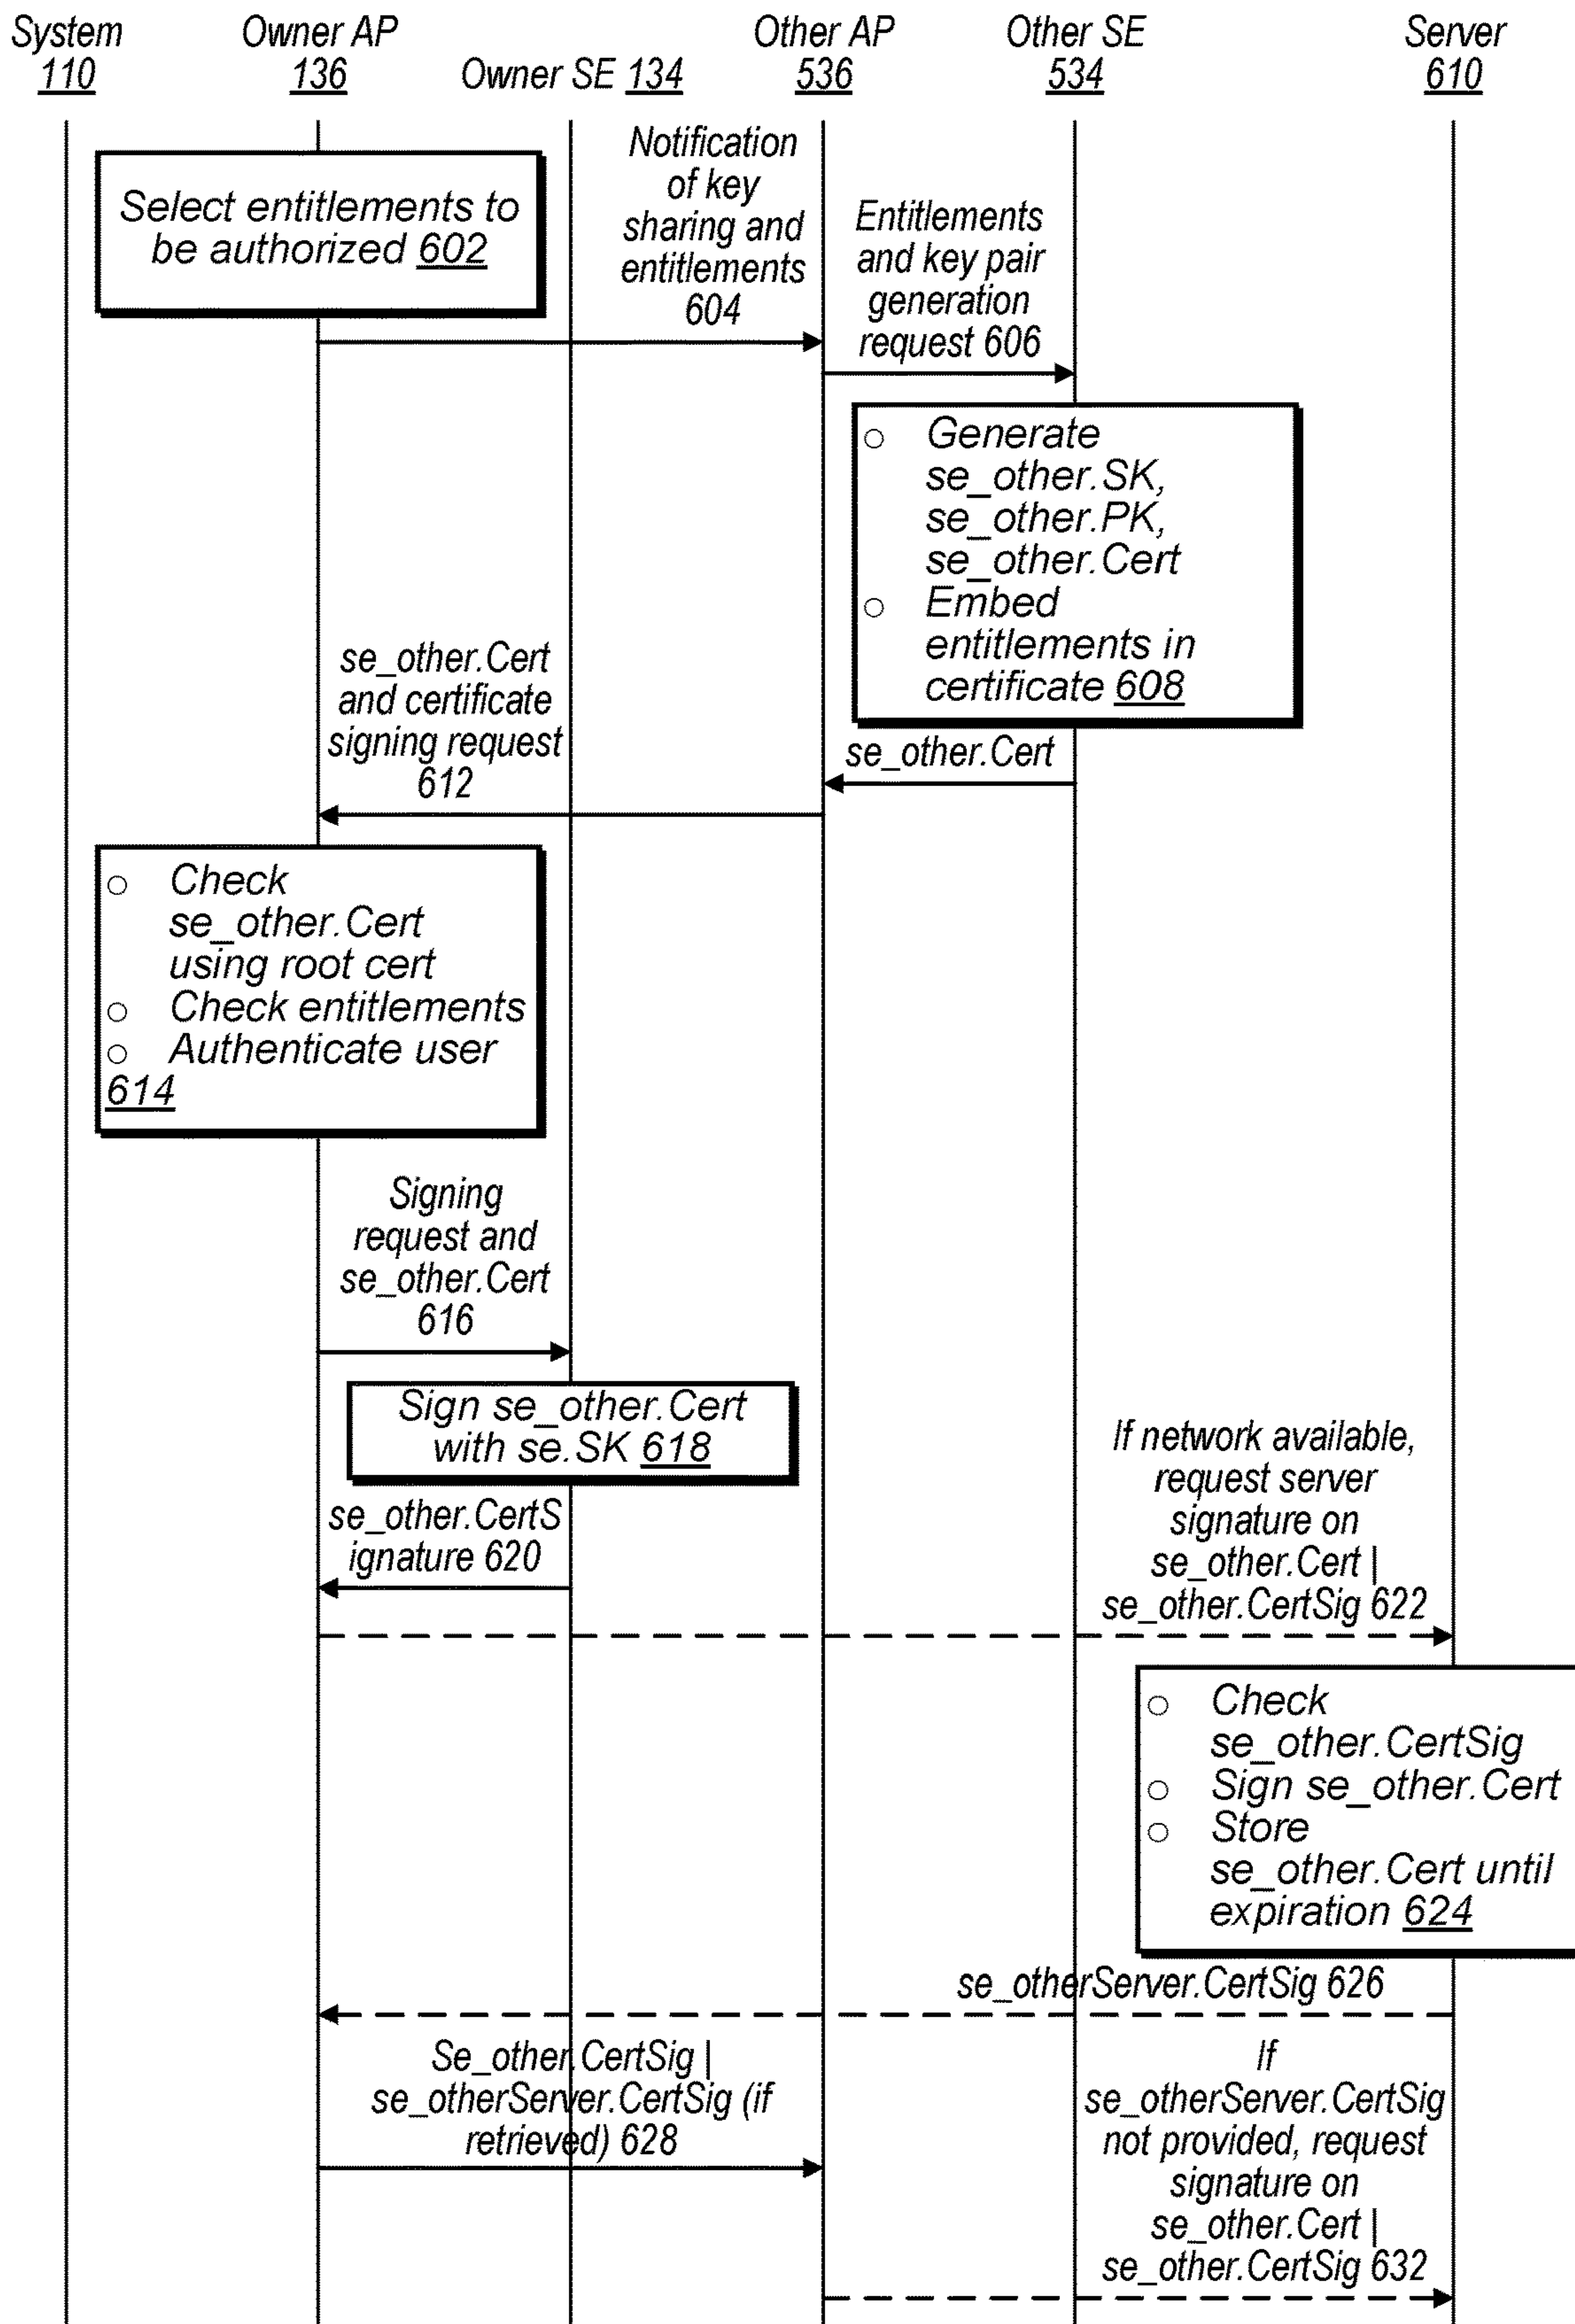 System
110
Owner AP
136
Owner SE 134
Other AP
536
Other SE
534
Server
610
Select entitlements to
be authorized 602
Notification
of key
sharing and
entitlements
604
Entitlements
and key pair
generation
request 606
○ Generate
se_other.SK,
se_other.PK,
se_other.Cert
○ Embed
entitlements in
certificate 608
se_other.Cert
se_other.Cert
and certificate
signing request
612
○ Check
se_other.Cert
using root cert
○ Check entitlements
○ Authenticate user
614
Signing
request and
se_other.Cert
616
Sign se_other.Cert
with se.SK 618
se_other.CertS
ignature 620
If network available,
request server
signature on
se_other.Cert |
se_other.CertSig 622
○ Check
se_other.CertSig
○ Sign se_other.Cert
○ Store
se_other.Cert until
expiration 624
se_otherServer.CertSig 626
Se_other.CertSig |
se_otherServer.CertSig (if
retrieved) 628
If
se_otherServer.CertSig
not provided, request
signature on
se_other.Cert |
se_other.CertSig 632